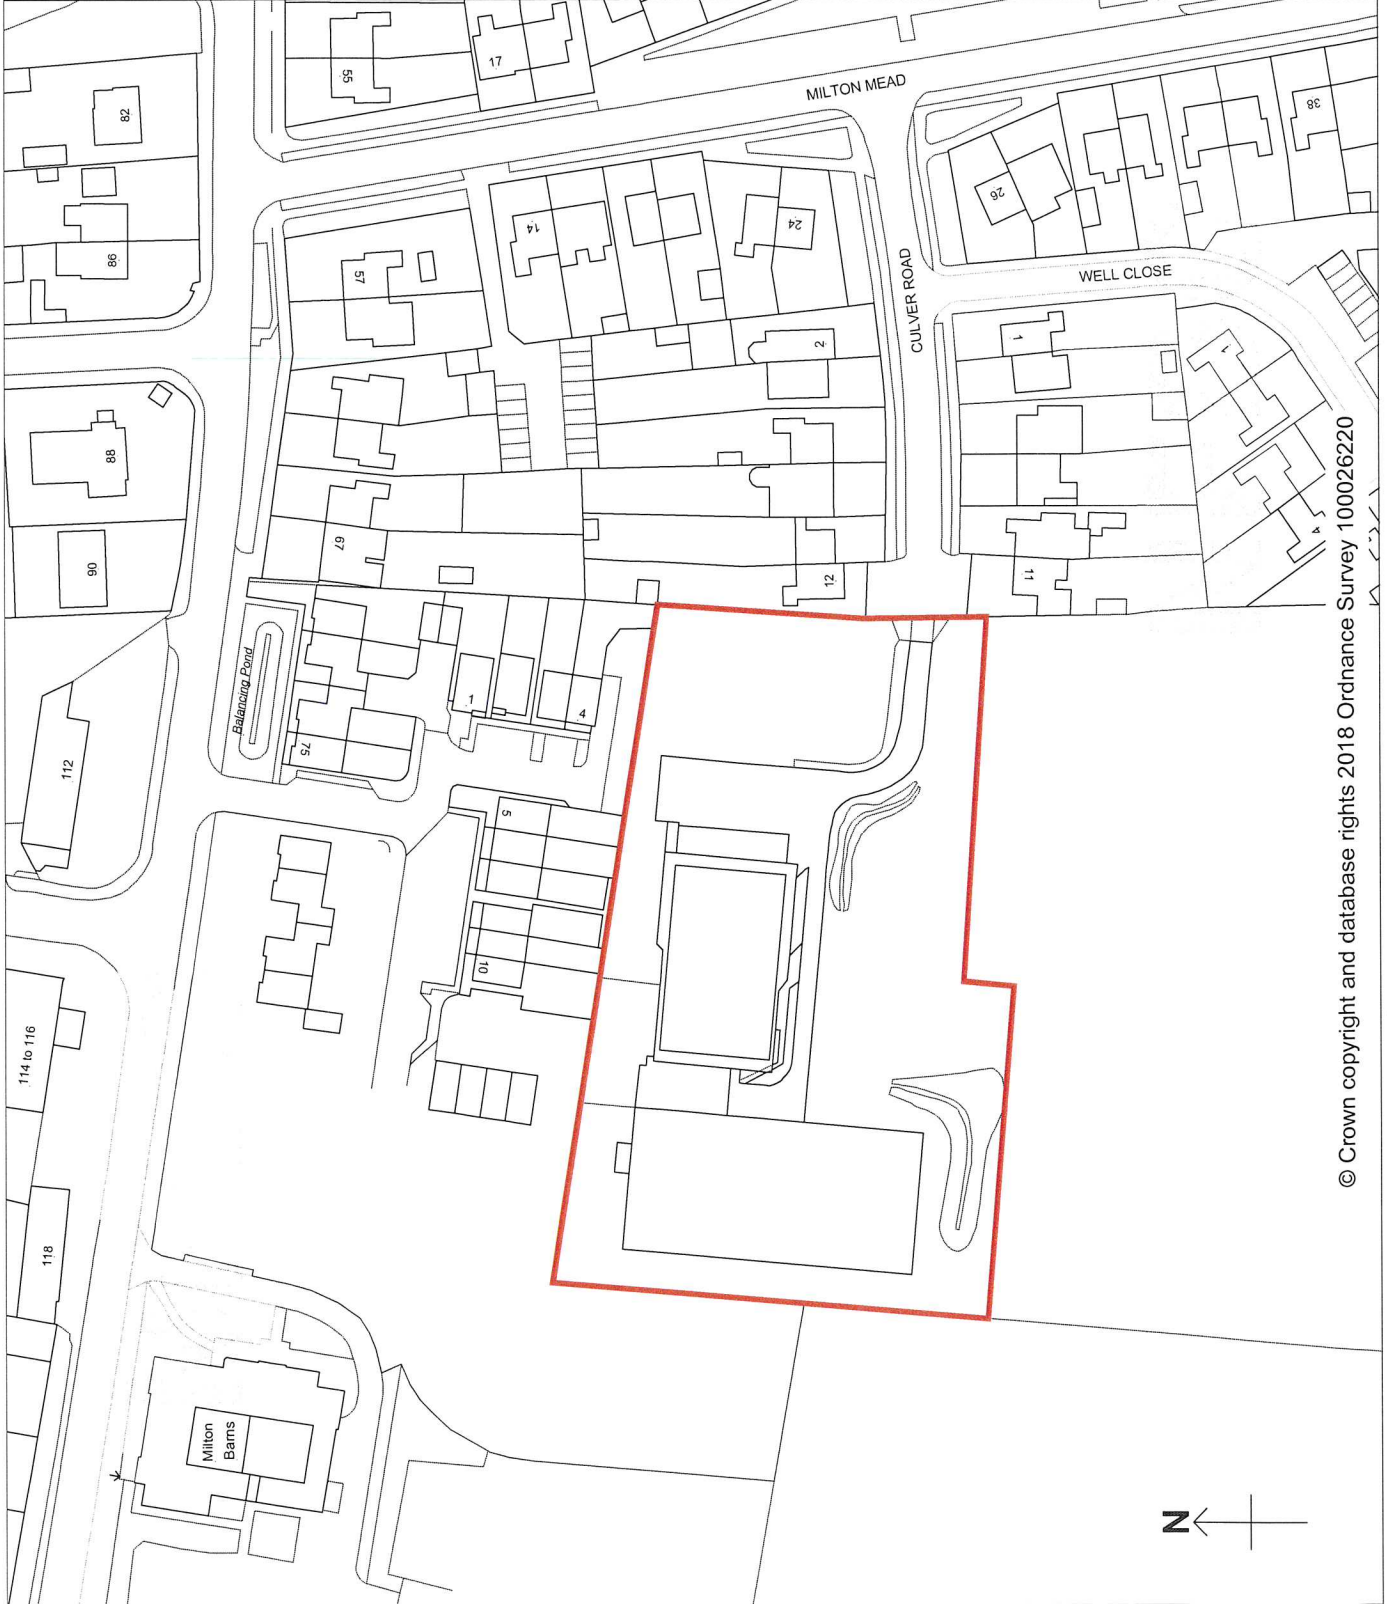 55
17
MILTON MEAD
38
82
26
14
24
86
57
CULVER ROAD
WELL CLOSE
2
1
7
88
67
4
90
12
11
Balancing Pond
1
4
75
112
5
10
114 to 116
118
Milton
Barns
N
© Crown copyright and database rights 2018 Ordnance Survey 100026220